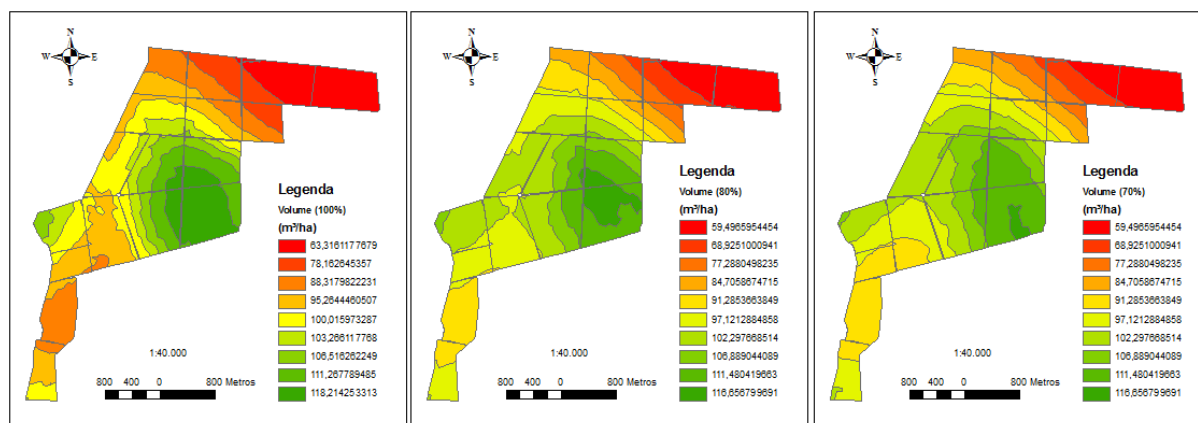 N
W E
S
Legenda
Volume (100%)
(m³/ha)
63,316117679
78,162645357
88,3179822231
95,2644460507
100,015973287
103,266117768
106,516262249
111,267789485
118,214253313
1:40.000
800 400 0 800 Metros
N
W E
S
Legenda
Volume (80%)
(m³/ha)
59,4965954454
68,9251000941
77,2880498235
84,7058674715
91,2853663849
97,1212884858
102,297668514
106,889044089
111,480419663
116,656799691
1:40.000
800 400 0 800 Metros
N
W E
S
Legenda
Volume (70%)
(m³/ha)
59,4965954454
68,9251000941
77,2880498235
84,7058674715
91,2853663849
97,1212884858
102,297668514
106,889044089
111,480419663
116,656799691
1:40.000
800 400 0 800 Metros